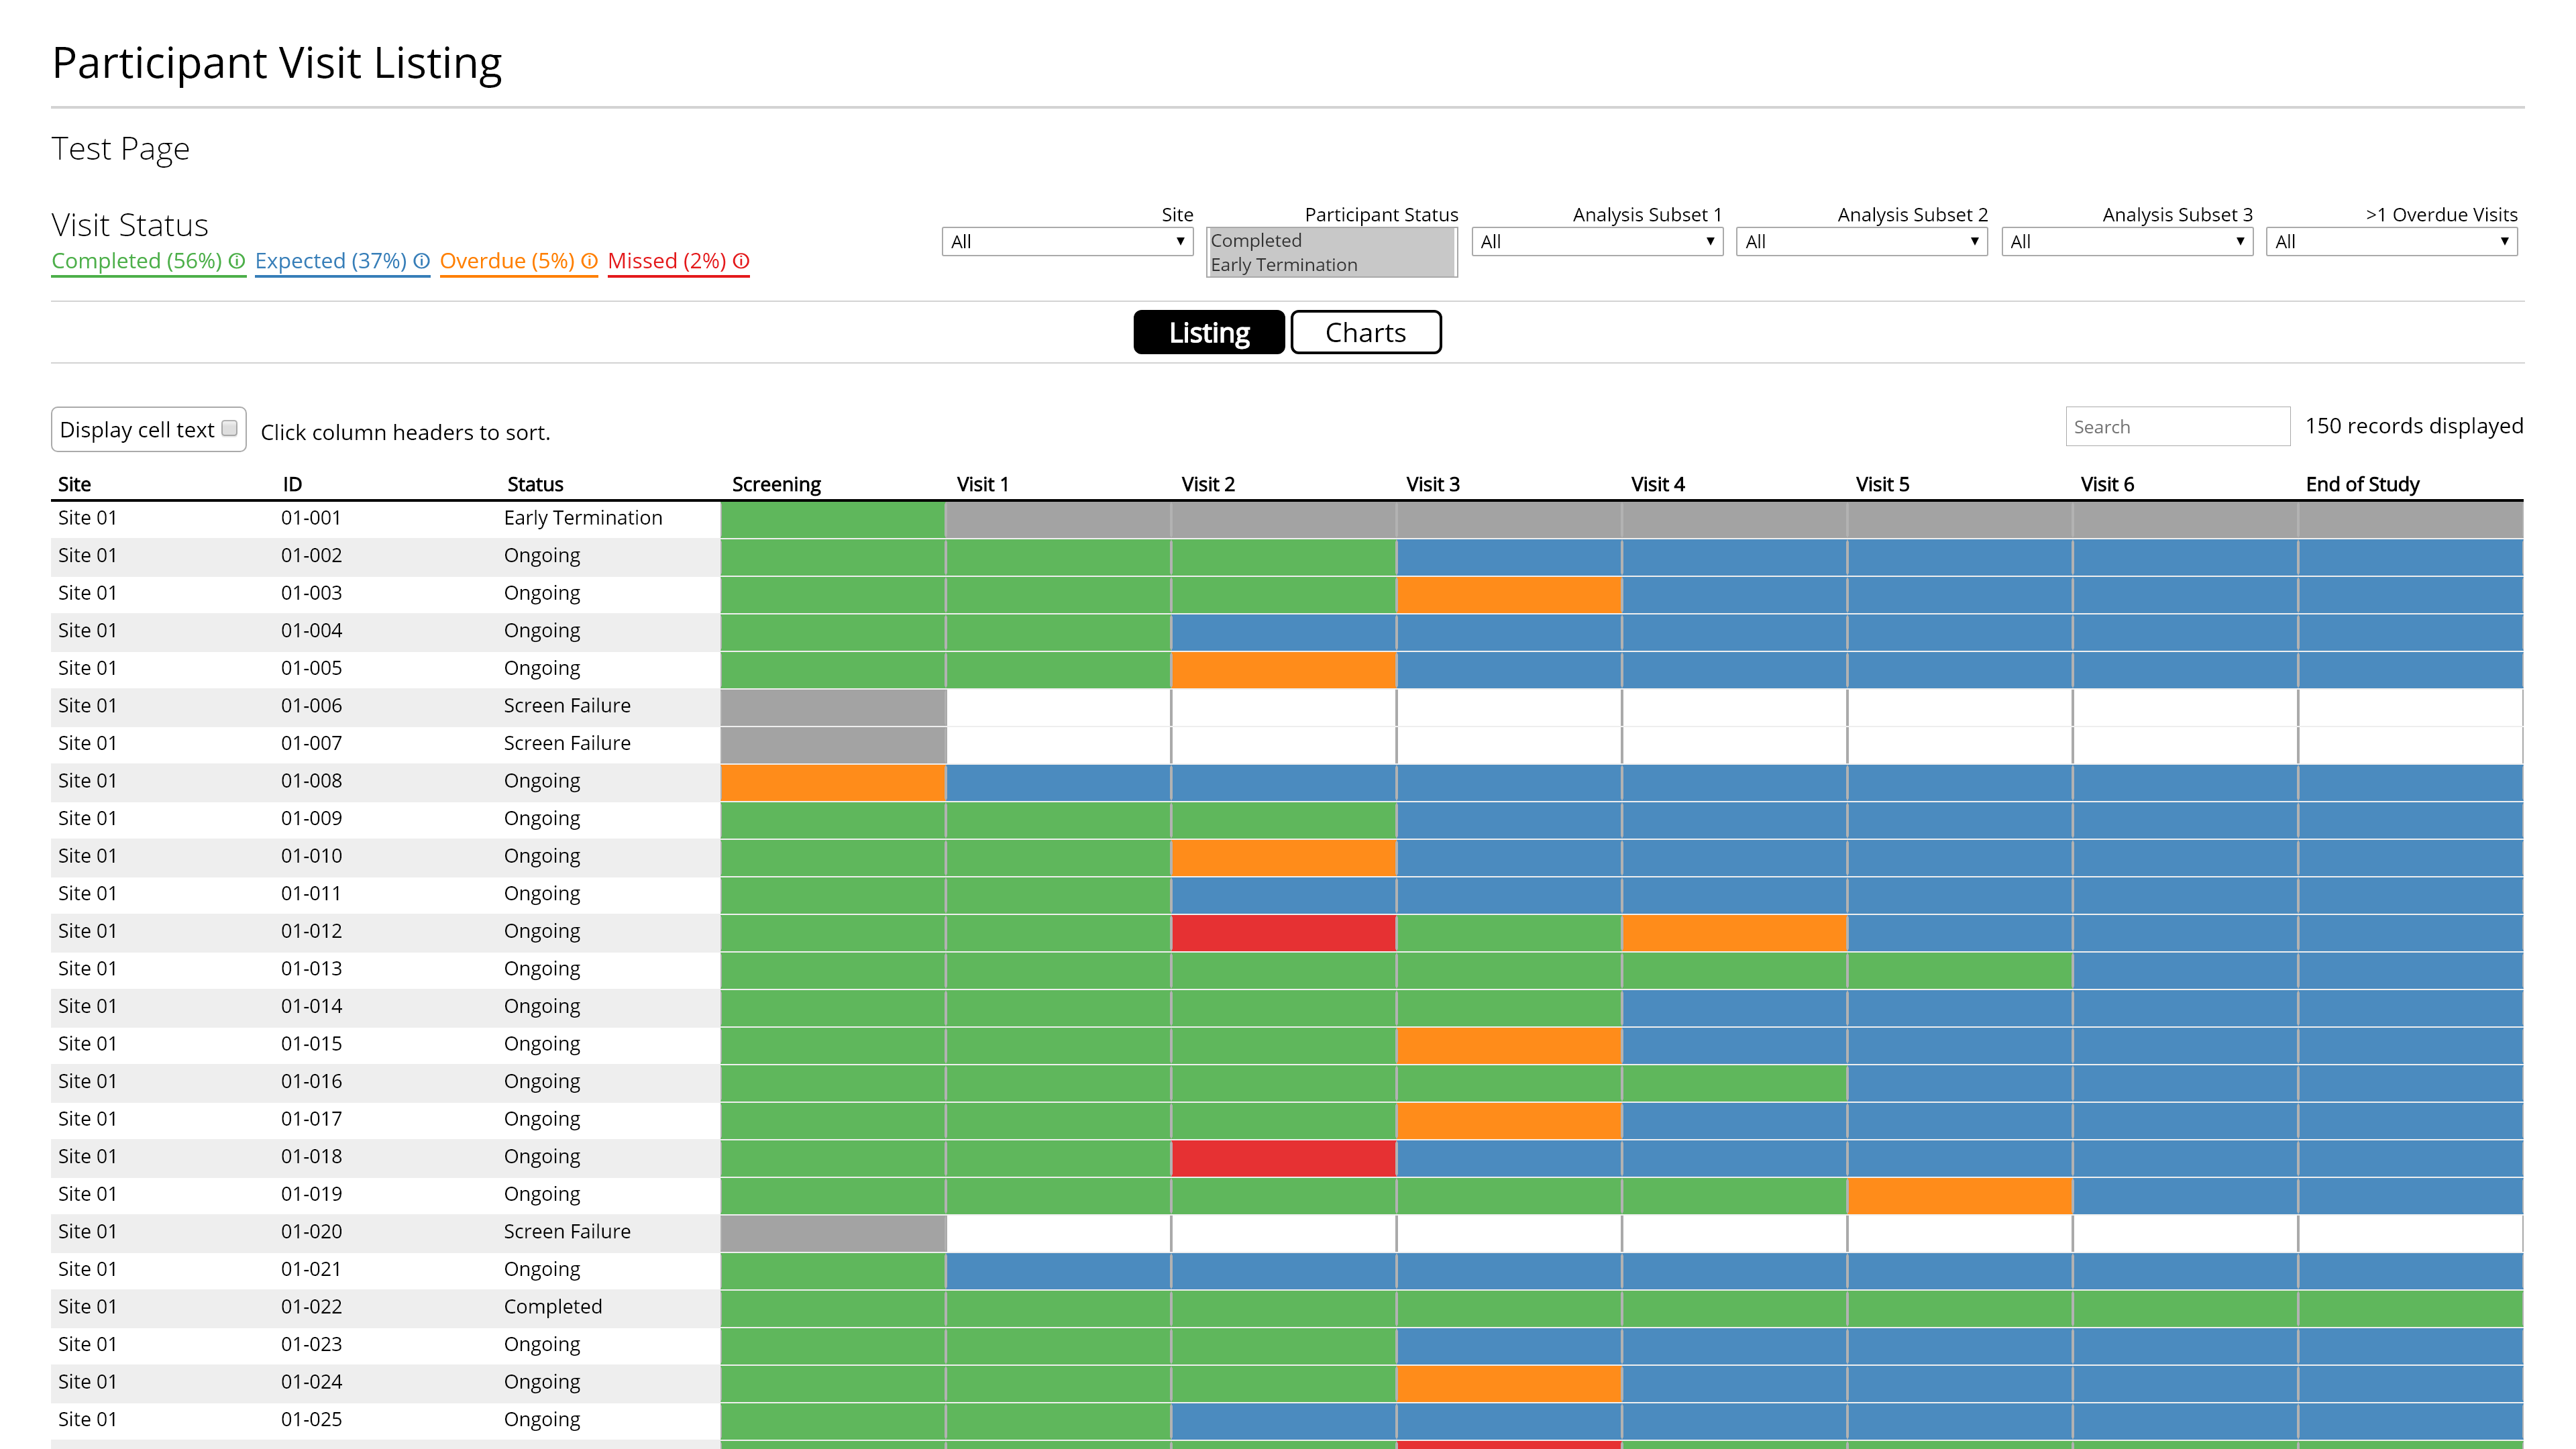 Participant Visit Listing
Test Page
Visit Status
Completed (56%) ⓘ Expected (37%) ⓘ Overdue (5%) ⓘ Missed (2%) ⓘ
Site Participant Status Analysis Subset 1 Analysis Subset 2 Analysis Subset 3 >1 Overdue Visits
All Completed All All All All
Early Termination
Listing Charts
Display cell text Click column headers to sort. Search 150 records displayed
Site ID Status Screening Visit 1 Visit 2 Visit 3 Visit 4 Visit 5 Visit 6 End of Study
Site 01 01-001 Early Termination
Site 01 01-002 Ongoing
Site 01 01-003 Ongoing
Site 01 01-004 Ongoing
Site 01 01-005 Ongoing
Site 01 01-006 Screen Failure
Site 01 01-007 Screen Failure
Site 01 01-008 Ongoing
Site 01 01-009 Ongoing
Site 01 01-010 Ongoing
Site 01 01-011 Ongoing
Site 01 01-012 Ongoing
Site 01 01-013 Ongoing
Site 01 01-014 Ongoing
Site 01 01-015 Ongoing
Site 01 01-016 Ongoing
Site 01 01-017 Ongoing
Site 01 01-018 Ongoing
Site 01 01-019 Ongoing
Site 01 01-020 Screen Failure
Site 01 01-021 Ongoing
Site 01 01-022 Completed
Site 01 01-023 Ongoing
Site 01 01-024 Ongoing
Site 01 01-025 Ongoing